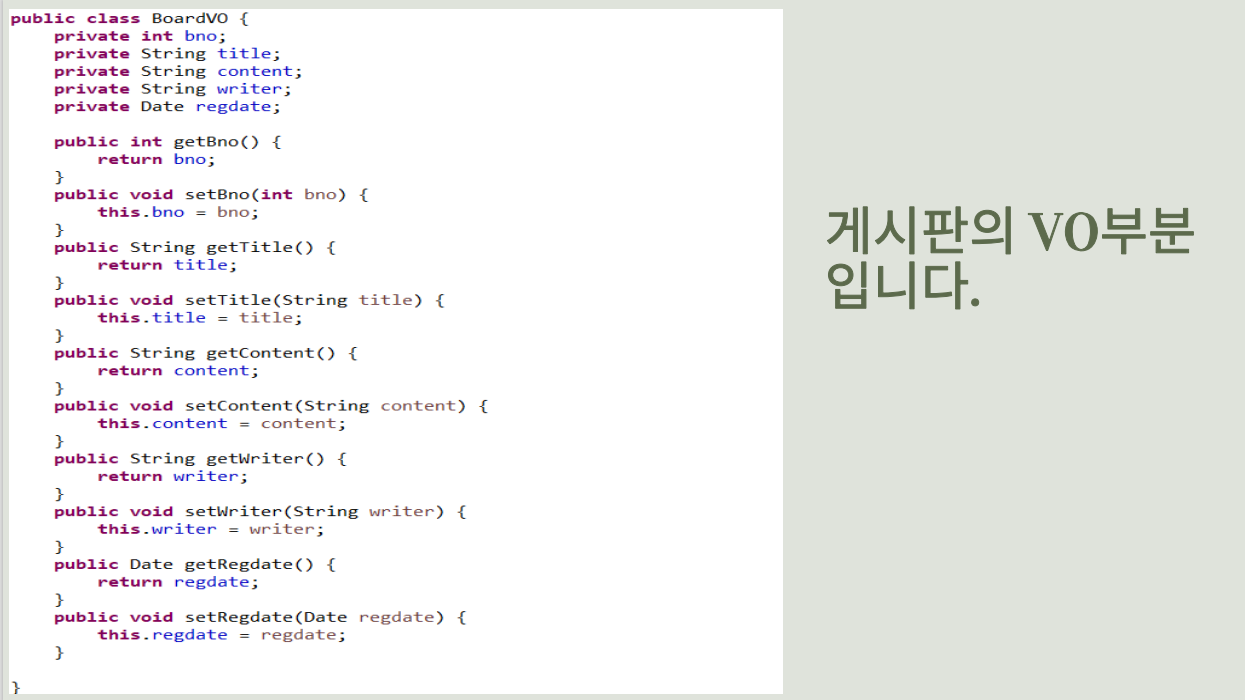 public class BoardVO {
    private int bno;
    private String title;
    private String content;
    private String writer;
    private Date regdate;

    public int getBno() {
        return bno;
    }
    public void setBno(int bno) {
        this.bno = bno;
    }
    public String getTitle() {
        return title;
    }
    public void setTitle(String title) {
        this.title = title;
    }
    public String getContent() {
        return content;
    }
    public void setContent(String content) {
        this.content = content;
    }
    public String getWriter() {
        return writer;
    }
    public void setWriter(String writer) {
        this.writer = writer;
    }
    public Date getRegdate() {
        return regdate;
    }
    public void setRegdate(Date regdate) {
        this.regdate = regdate;
    }

}
게시판의 VO부분
입니다.